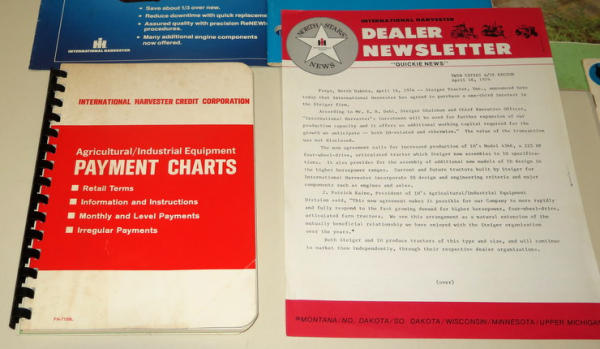 Save about 1/3 over new.
Reduce downtime with quick replacement
Assured quality with precision ReNEWed
procedures.
Many additional engine components
now offered.
INTERNATIONAL HARVESTER
INTERNATIONAL HARVESTER CREDIT CORPORATION
Agricultural/Industrial Equipment
PAYMENT CHARTS
Retail Terms
Information and Instructions
Monthly and Level Payments
Irregular Payments
NORTH STARS'
NEWS
INTERNATIONAL HARVESTER
DEALER
NEWSLETTER
"QUICKIE NEWS"
TWIN CITIES A/IE REGION
April 18, 1974
Fargo, North Dakota, April 16, 1974 -- Steiger Tractor, Inc., announced here
today that International Harvester has agreed to purchase a one-third interest in
the Steiger firm.
According to Mr. E. R. Dahl, Steiger Chairman and Chief Executive Officer,
"International Harvester's investment will be used for further expansion of our
production capacity and it offers us additional working capital required for the
growth we anticipate -- both IH-related and otherwise." The value of the transaction
was not disclosed.
The new agreement calls for increased production of IH's Model 4366, a 225 HP
four-wheel-drive, articulated tractor which Steiger now assembles to IH specifica-
tions. It also provides for the assembly of additional new models of IH design in
the higher horsepower ranges. Current and future tractors built by Steiger for
International Harvester incorporate IH design and engineering criteria and major
components such as engines and axles.
J. Patrick Kaine, President of IH's Agricultural/Industrial Equipment
Division said, "This new agreement makes it possible for our Company to more rapidly
and fully respond to the fast growing demand for higher horsepower, four-wheel-drive,
articulated farm tractors. We see this arrangement as a natural extension of the
mutually beneficial relationship we have enjoyed with the Steiger organization
over the years."
Both Steiger and IH produce tractors of this type and size, and will continue
to market them independently, through their respective dealer organizations.
(over)
*MONTANA/NO. DAKOTA/SO. DAKOTA/WISCONSIN/MINNESOTA/UPPER MICHIGAN